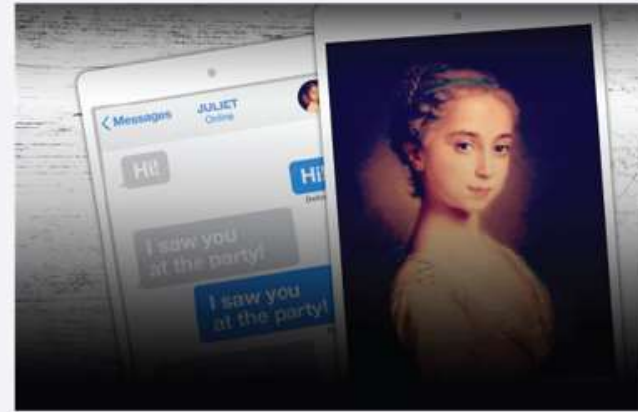 Messages
JULIET
Online
Hi!
Hi!
I saw you
at the party!
I saw you
at the party!